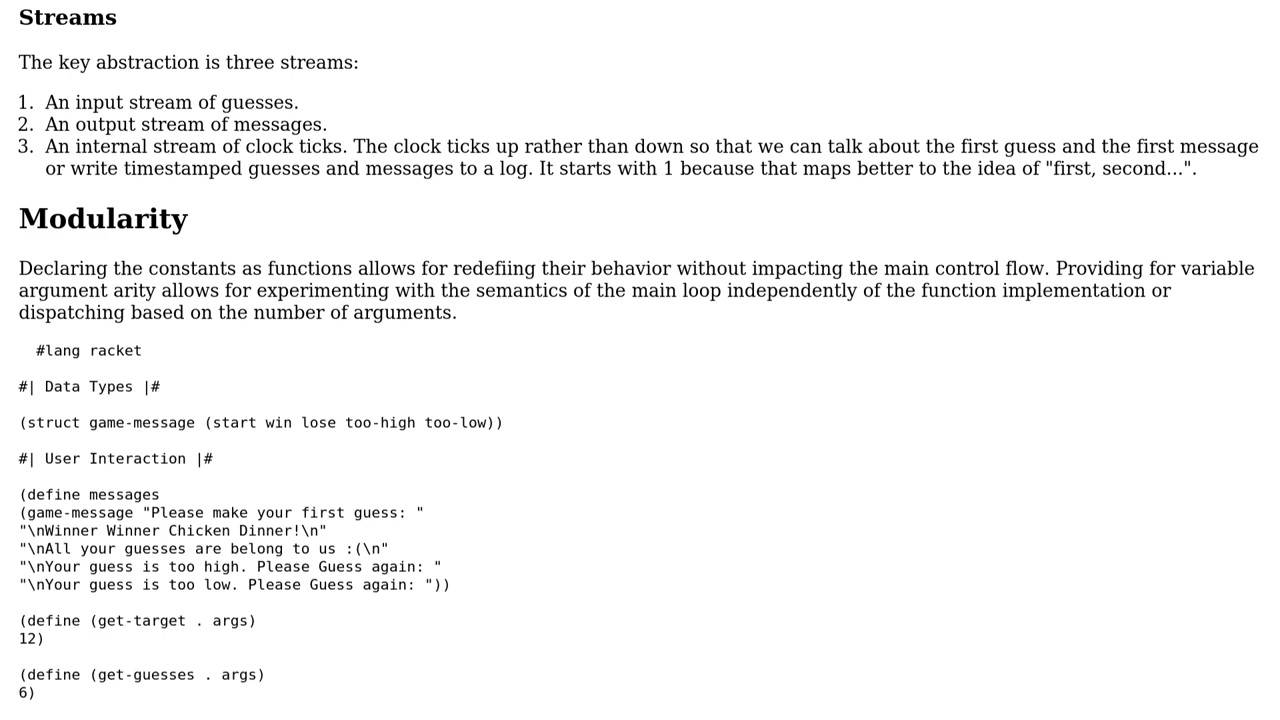 Streams
The key abstraction is three streams:
1. An input stream of guesses.
2. An output stream of messages.
3. An internal stream of clock ticks. The clock ticks up rather than down so that we can talk about the first guess and the first message
or write timestamped guesses and messages to a log. It starts with 1 because that maps better to the idea of "first, second...".
Modularity
Declaring the constants as functions allows for redefiing their behavior without impacting the main control flow. Providing for variable
argument arity allows for experimenting with the semantics of the main loop independently of the function implementation or
dispatching based on the number of arguments.
#lang racket
#| Data Types |#
(struct game-message (start win lose too-high too-low))
#| User Interaction |#
(define messages
(game-message "Please make your first guess: "
"\nWinner Winner Chicken Dinner!\n"
"\nAll your guesses are belong to us :(\n"
"\nYour guess is too high. Please Guess again: "
"\nYour guess is too low. Please Guess again: "))
(define (get-target . args)
12)
(define (get-guesses . args)
6)